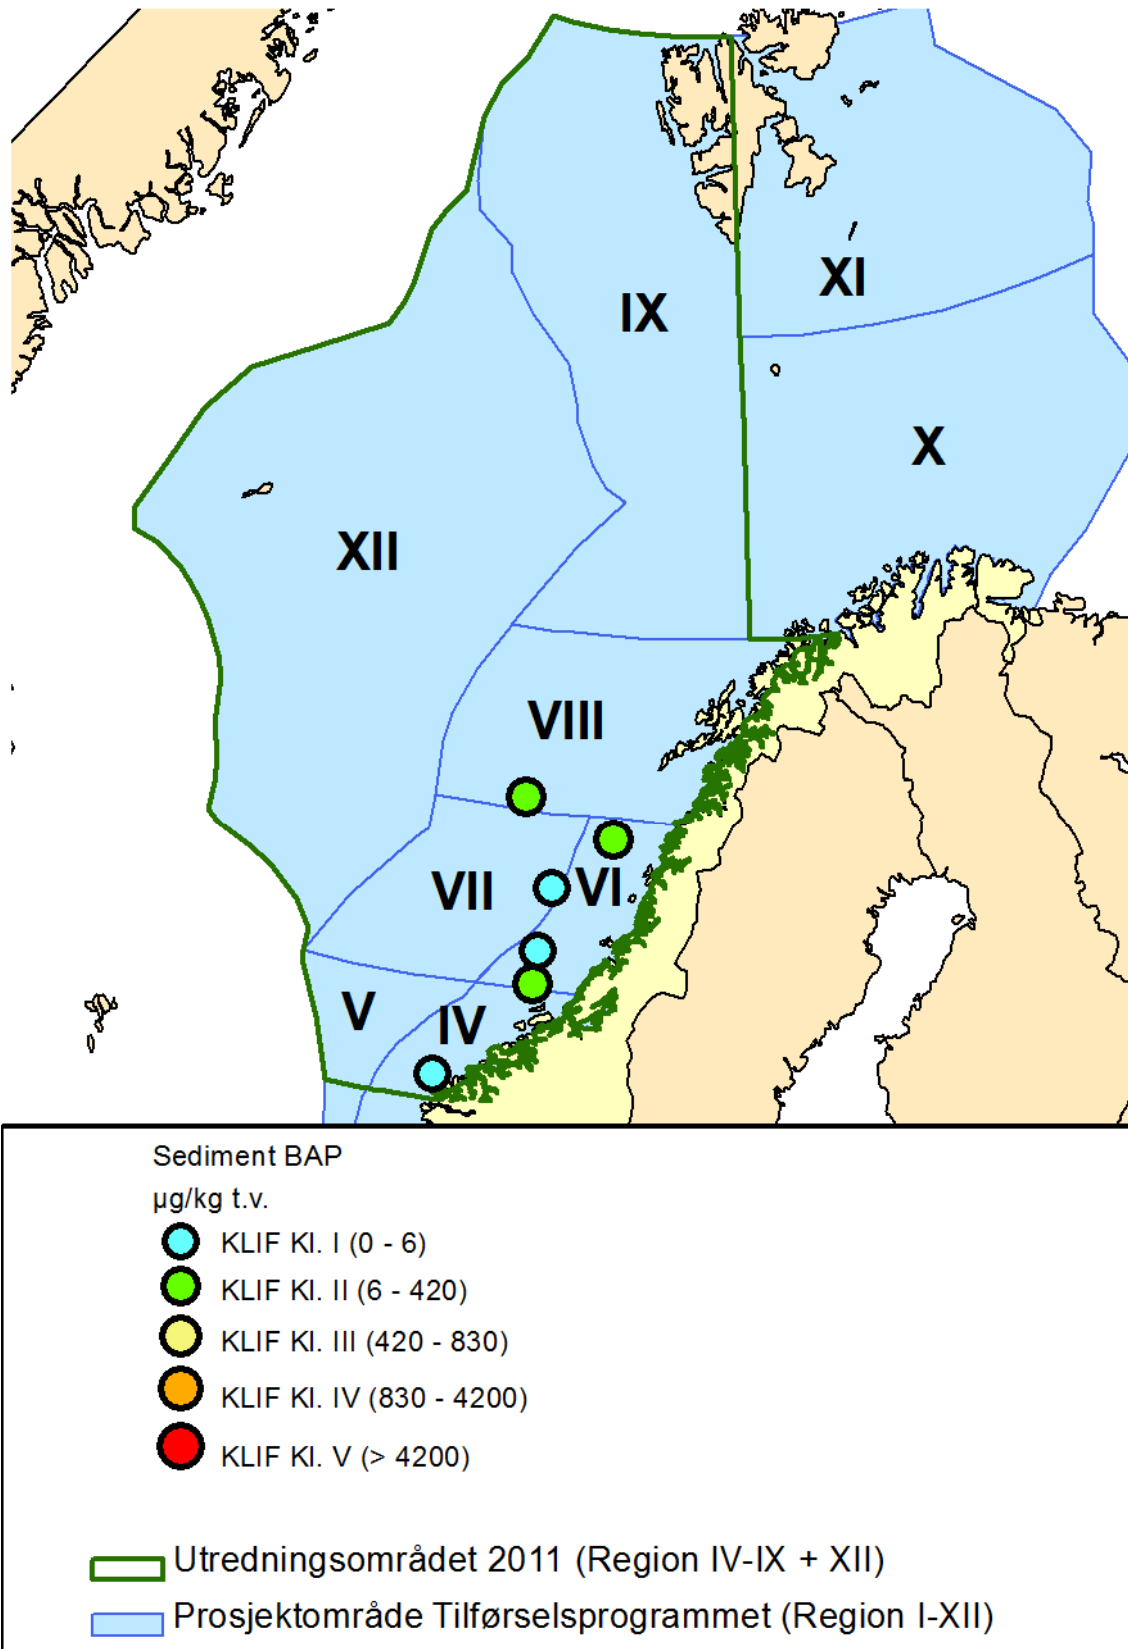 XI
IX
X
XII
VIII
VII
VI
V
IV
Sediment BAP
µg/kg t.v.
KLIF Kl. I (0 - 6)
KLIF Kl. II (6 - 420)
KLIF Kl. III (420 - 830)
KLIF Kl. IV (830 - 4200)
KLIF Kl. V (> 4200)
Utredningsområdet 2011 (Region IV-IX + XII)
Prosjektområde Tilførselsprogrammet (Region I-XII)